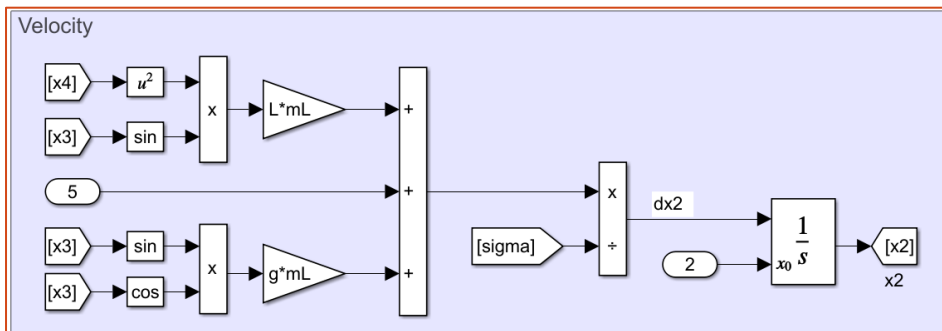 Velocity
[x4]
u²
x
L*mL
+
[x3]
sin
5
+
x
dx2
1
s
x₀
[x2]
x2
[sigma]
÷
2
[x3]
sin
x
g*mL
+
[x3]
cos